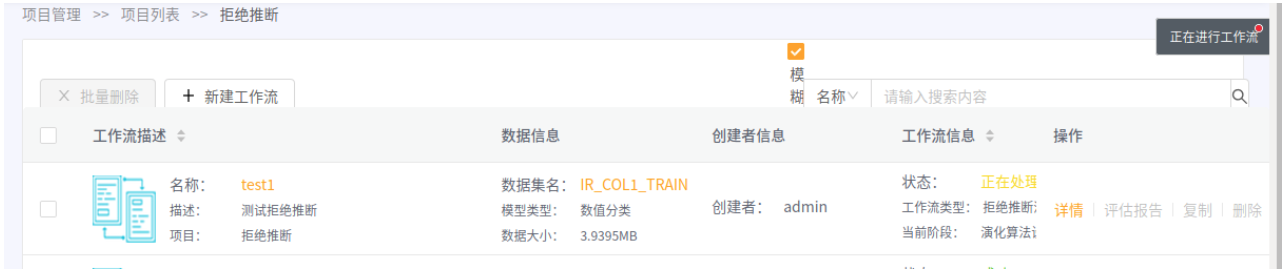 项目管理 >> 项目列表 >> 拒绝推断
正在进行工作流
模
糊
× 批量删除 + 新建工作流 名称 请输入搜索内容
工作流描述 数据信息 创建者信息 工作流信息 操作
名称： test1 数据集名： IR_COL1_TRAIN 状态： 正在处理
描述： 测试拒绝推断 模型类型： 数值分类 创建者： admin 工作流类型： 拒绝推断 详情 评估报告 复制 删除
项目： 拒绝推断 数据大小： 3.9395MB 当前阶段： 演化算法